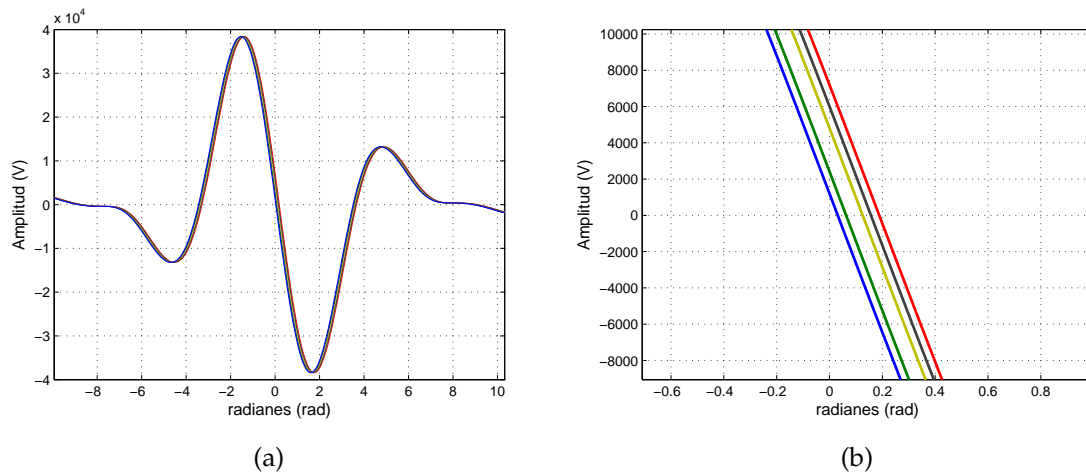 x 10⁴
4
3
2
1
0
−1
−2
−3
−4
Amplitud (V)
−8 −6 −4 −2 0 2 4 6 8 10
radianes (rad)
(a)
10000
8000
6000
4000
2000
0
−2000
−4000
−6000
−8000
Amplitud (V)
−0.6 −0.4 −0.2 0 0.2 0.4 0.6 0.8
radianes (rad)
(b)